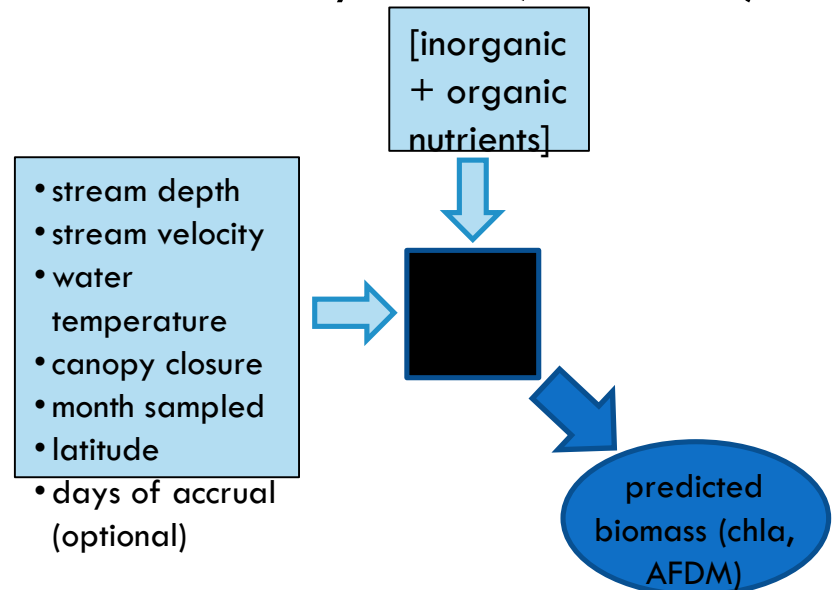 [inorganic
+ organic
nutrients]
• stream depth
• stream velocity
• water
temperature
• canopy closure
• month sampled
• latitude
• days of accrual
(optional)
predicted
biomass (chla,
AFDM)